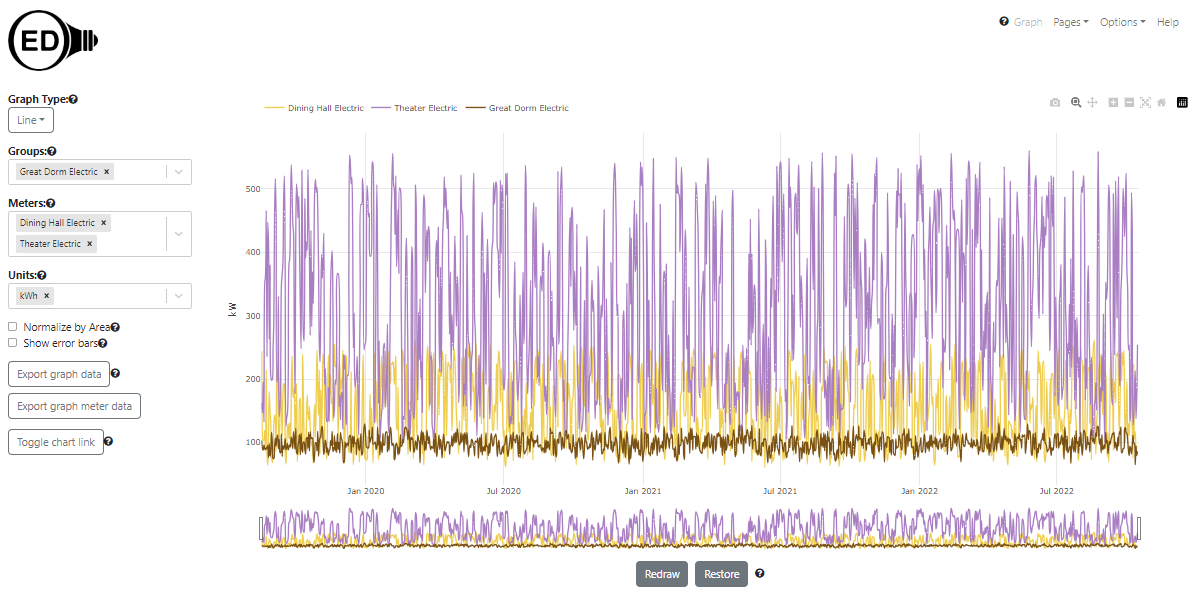 ED
Graph Pages Options Help
Graph Type:
Line
Groups:
Great Dorm Electric ×
Meters:
Dining Hall Electric ×
Theater Electric ×
Units:
kWh ×
Normalize by Area
Show error bars
Export graph data
Export graph meter data
Toggle chart link
Dining Hall Electric Theater Electric Great Dorm Electric
kW
500
400
300
200
100
Jan 2020 Jul 2020 Jan 2021 Jul 2021 Jan 2022 Jul 2022
Redraw Restore